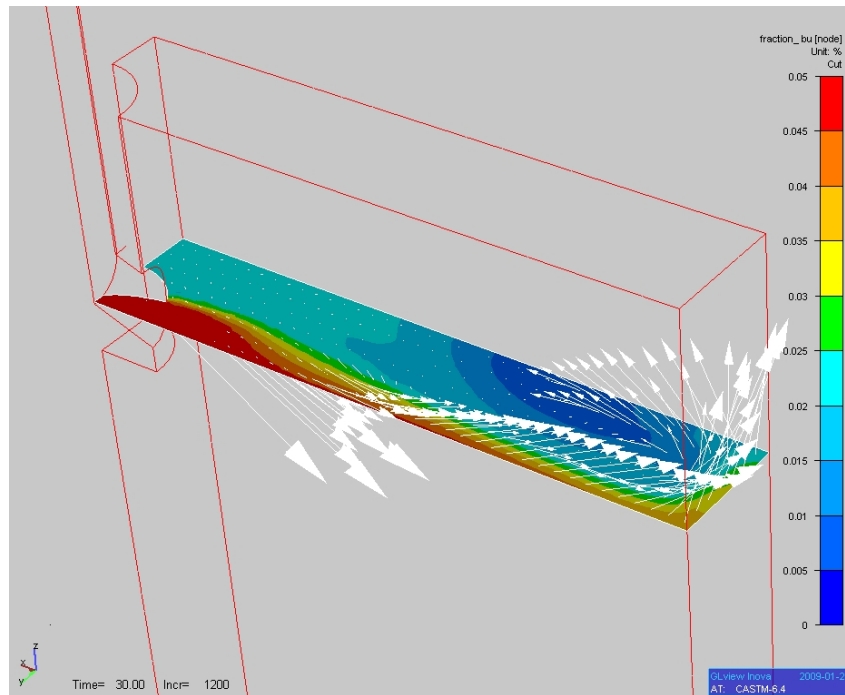 fraction_bu [node]
Unit: %
Cut
0.05
0.045
0.04
0.035
0.03
0.025
0.02
0.015
0.01
0.005
0
z
x
y
Time= 30.00 Incr= 1200
GLview Inova 2009-01-2
AT: CASTM-6.4